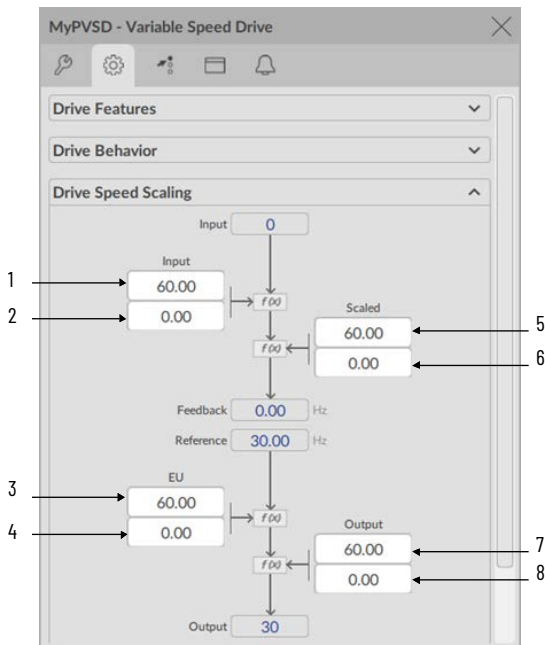 MyPVSD - Variable Speed Drive
Drive Features
Drive Behavior
Drive Speed Scaling
Input 0
Input
1 60.00
f(x)
2 0.00
Scaled
60.00 5
f(x)
0.00 6
Feedback 0.00 Hz
Reference 30.00 Hz
EU
3 60.00
f(x)
4 0.00
Output
60.00 7
f(x)
0.00 8
Output 30